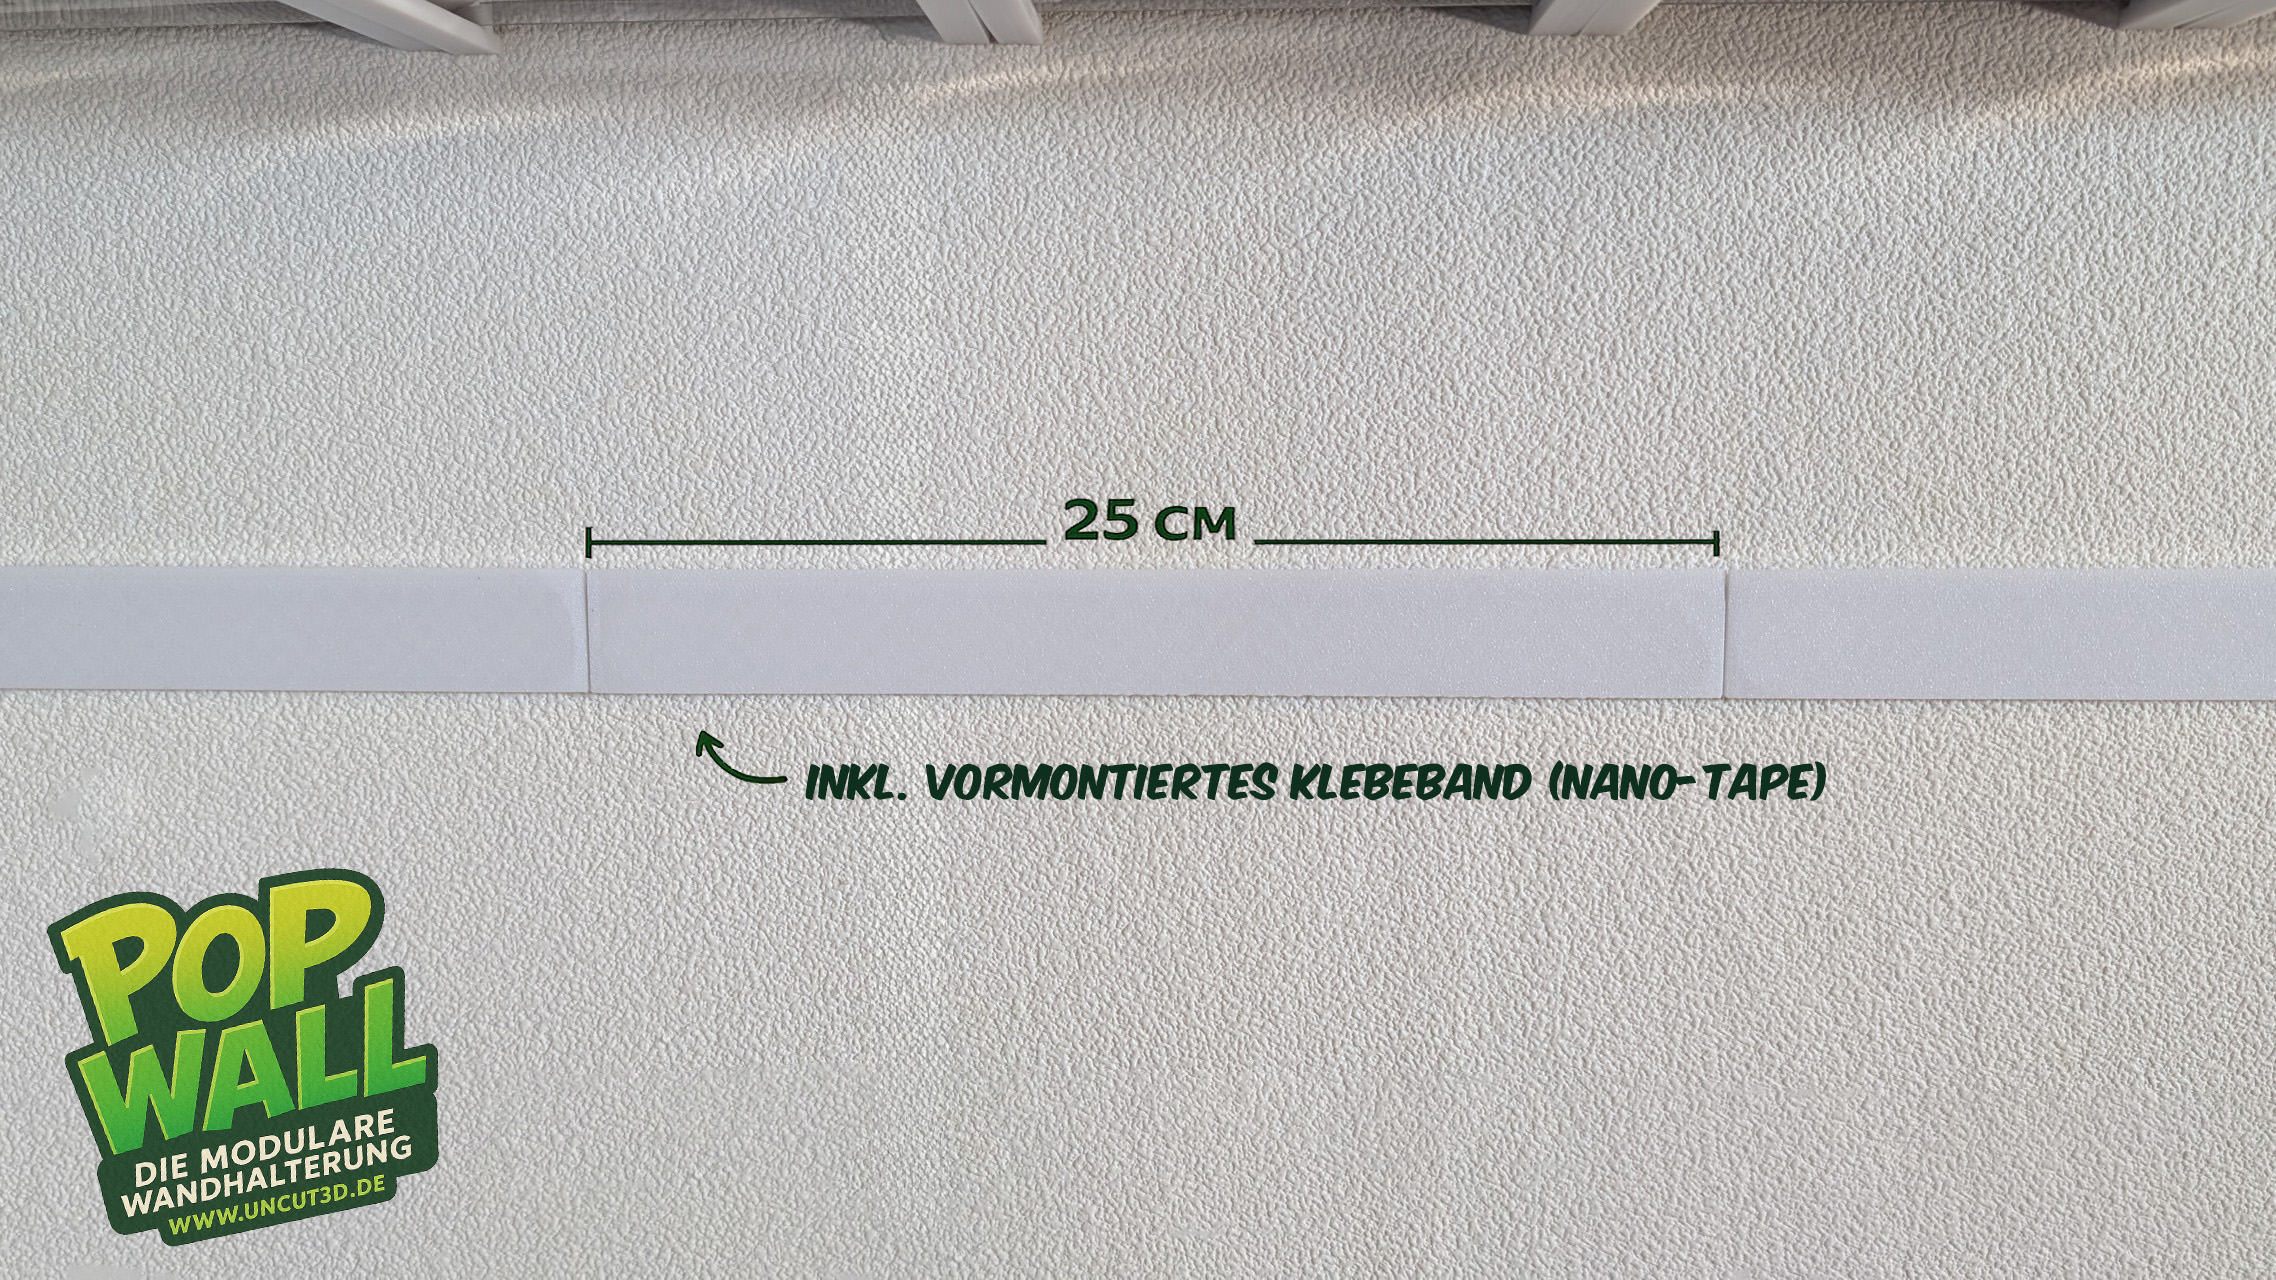 25 CM
INKL. VORMONTIERTES KLEBEBAND (NANO-TAPE)
POP
WALL
DIE MODULARE
WANDHALTERUNG
WWW.UNCUT3D.DE